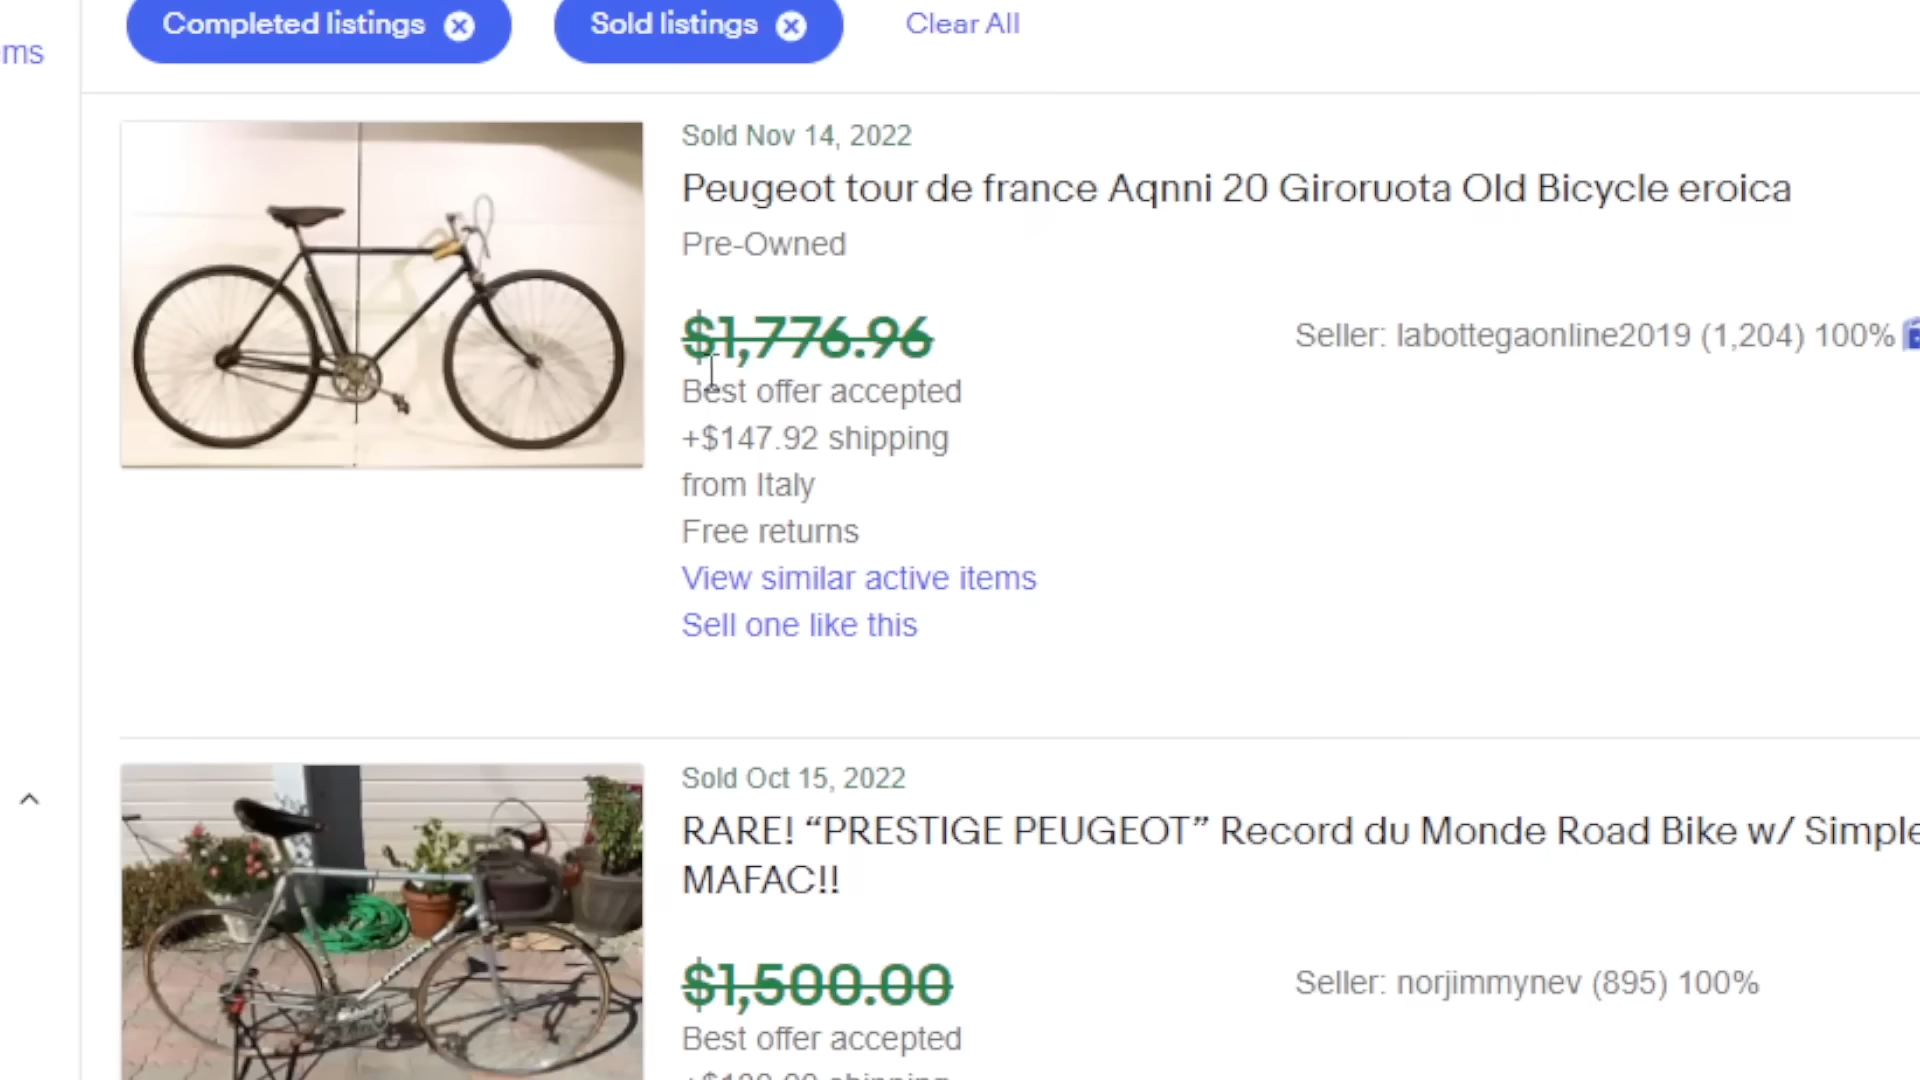 Completed listings
Sold listings
Clear All
ms
Sold Nov 14, 2022
Peugeot tour de france Aqnni 20 Giroruota Old Bicycle eroica
Pre-Owned
$1,776.96
Seller: labottegaonline2019 (1,204) 100%
Best offer accepted
+$147.92 shipping
from Italy
Free returns
View similar active items
Sell one like this
Sold Oct 15, 2022
RARE! “PRESTIGE PEUGEOT” Record du Monde Road Bike w/ Simple
MAFAC!!
$1,500.00
Seller: norjimmynev (895) 100%
Best offer accepted
shipping